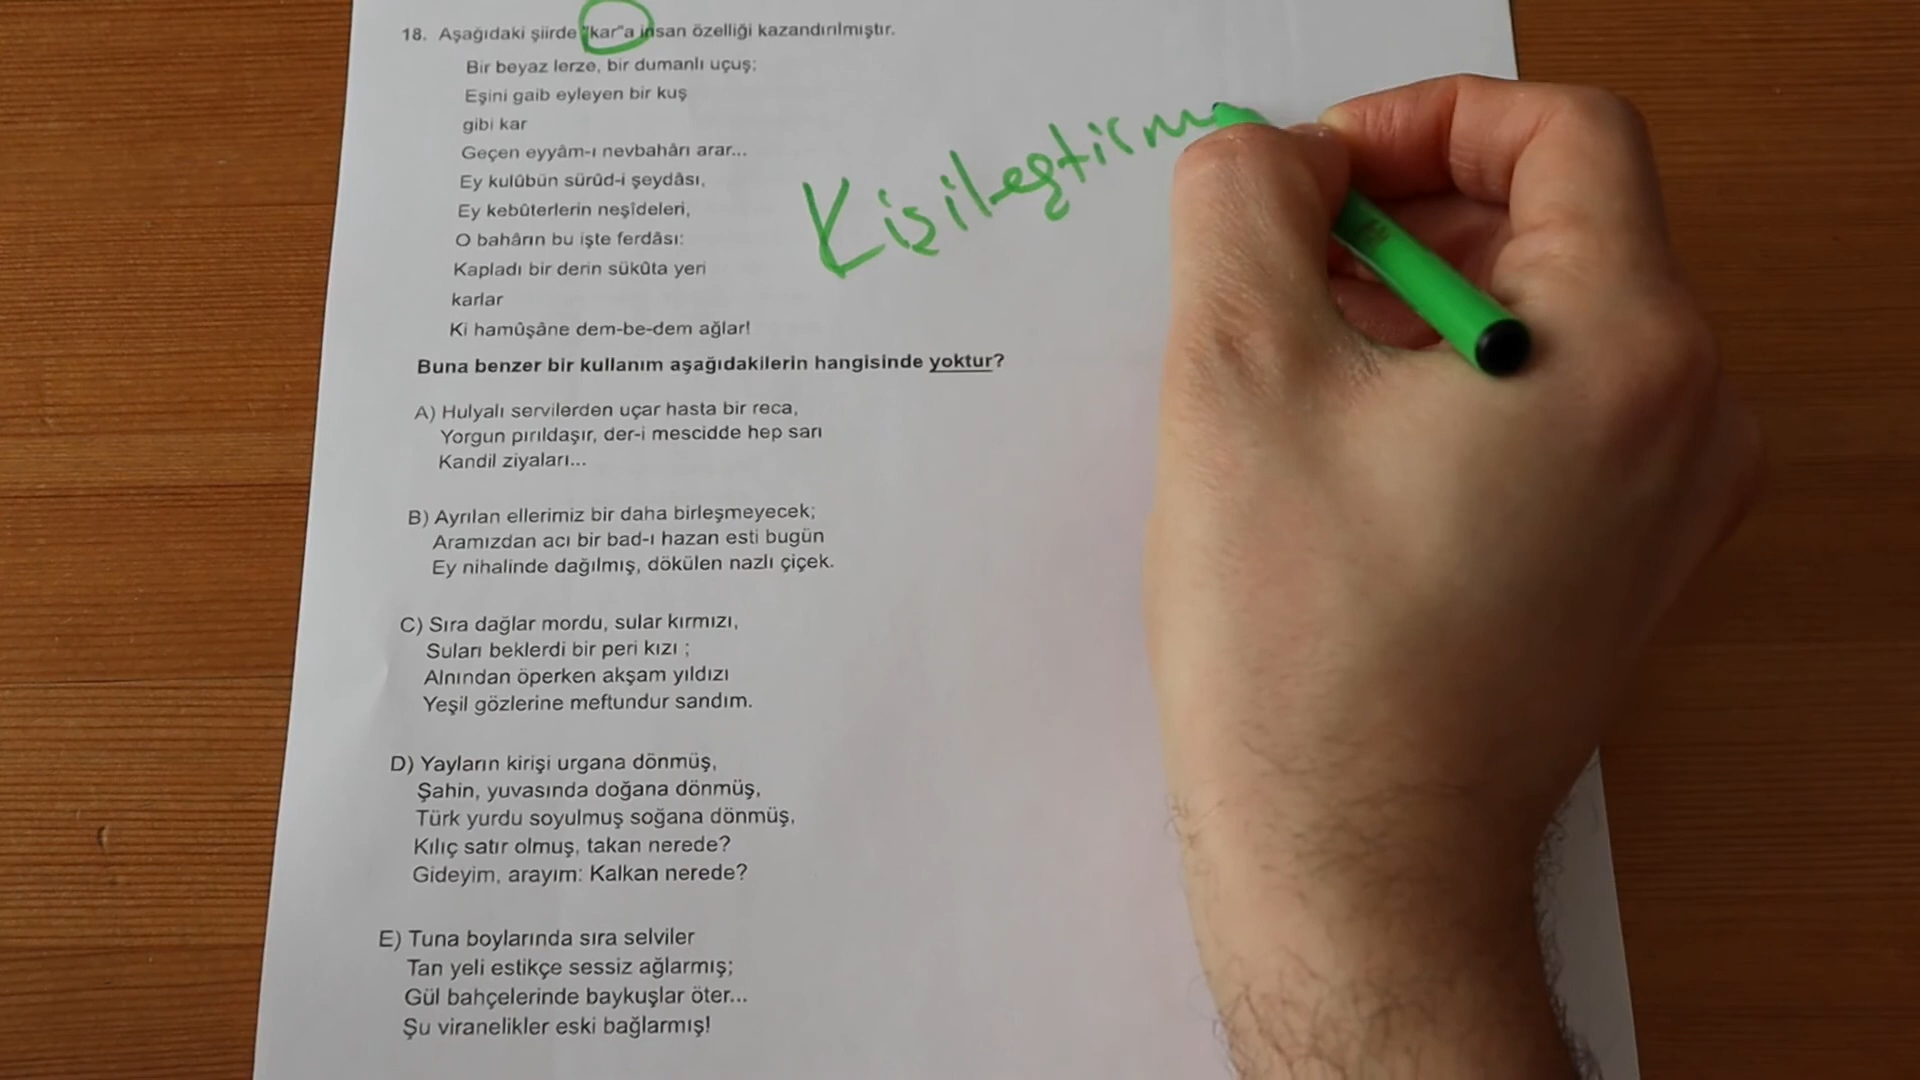 18. Aşağıdaki şiirde "kar"a insan özelliği kazandırılmıştır.
Bir beyaz lerze, bir dumanlı uçuş;
Eşini gaib eyleyen bir kuş
gibi kar
Geçen eyyâm-ı nevbahârı arar...
Ey kulûbün sürûd-i şeydâsı,
Ey kebûterlerin neşîdeleri,
O bahârın bu işte ferdâsı:
Kapladı bir derin sükûta yeri
karlar
Ki hamûşâne dem-be-dem ağlar!
Kişileştirm
Buna benzer bir kullanım aşağıdakilerin hangisinde yoktur?
A) Hulyalı servilerden uçar hasta bir reca,
Yorgun pırıldaşır, der-i mescidde hep sarı
Kandil ziyaları...
B) Ayrılan ellerimiz bir daha birleşmeyecek;
Aramızdan acı bir bad-ı hazan esti bugün
Ey nihalinde dağılmış, dökülen nazlı çiçek.
C) Sıra dağlar mordu, sular kırmızı,
Suları beklerdi bir peri kızı ;
Alnından öperken akşam yıldızı
Yeşil gözlerine meftundur sandım.
D) Yayların kirişi urgana dönmüş,
Şahin, yuvasında doğana dönmüş,
Türk yurdu soyulmuş soğana dönmüş,
Kılıç satır olmuş, takan nerede?
Gideyim, arayım: Kalkan nerede?
E) Tuna boylarında sıra selviler
Tan yeli estikçe sessiz ağlarmış;
Gül bahçelerinde baykuşlar öter...
Şu viranelikler eski bağlarmış!